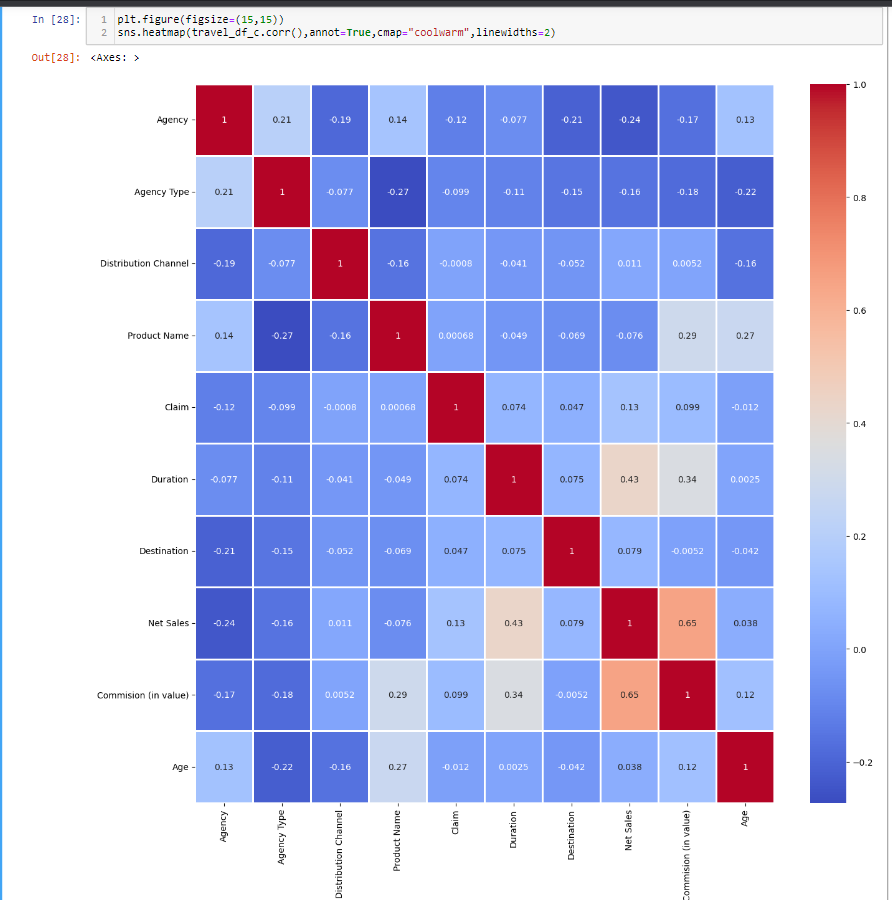 In [28]:
1 plt.figure(figsize=(15,15))
2 sns.heatmap(travel_df_c.corr(),annot=True,cmap="coolwarm",linewidths=2)
Out[28]: <Axes: >
1.0
Agency 1 0.21 -0.19 0.14 -0.12 -0.077 -0.21 -0.24 -0.17 0.13
0.8
Agency Type 0.21 1 -0.077 -0.27 -0.099 -0.11 -0.15 -0.16 -0.18 -0.22
Distribution Channel -0.19 -0.077 1 -0.16 -0.0008 -0.041 -0.052 0.011 0.0052 -0.16
0.6
Product Name 0.14 -0.27 -0.16 1 0.00068 -0.049 -0.069 -0.076 0.29 0.27
Claim -0.12 -0.099 -0.0008 0.00068 1 0.074 0.047 0.13 0.099 -0.012
0.4
Duration -0.077 -0.11 -0.041 -0.049 0.074 1 0.075 0.43 0.34 0.0025
0.2
Destination -0.21 -0.15 -0.052 -0.069 0.047 0.075 1 0.079 -0.0052 -0.042
Net Sales -0.24 -0.16 0.011 -0.076 0.13 0.43 0.079 1 0.65 0.038
0.0
Commision (in value) -0.17 -0.18 0.0052 0.29 0.099 0.34 -0.0052 0.65 1 0.12
-0.2
Age 0.13 -0.22 -0.16 0.27 -0.012 0.0025 -0.042 0.038 0.12 1
Agency
Agency Type
Distribution Channel
Product Name
Claim
Duration
Destination
Net Sales
Commision (in value)
Age